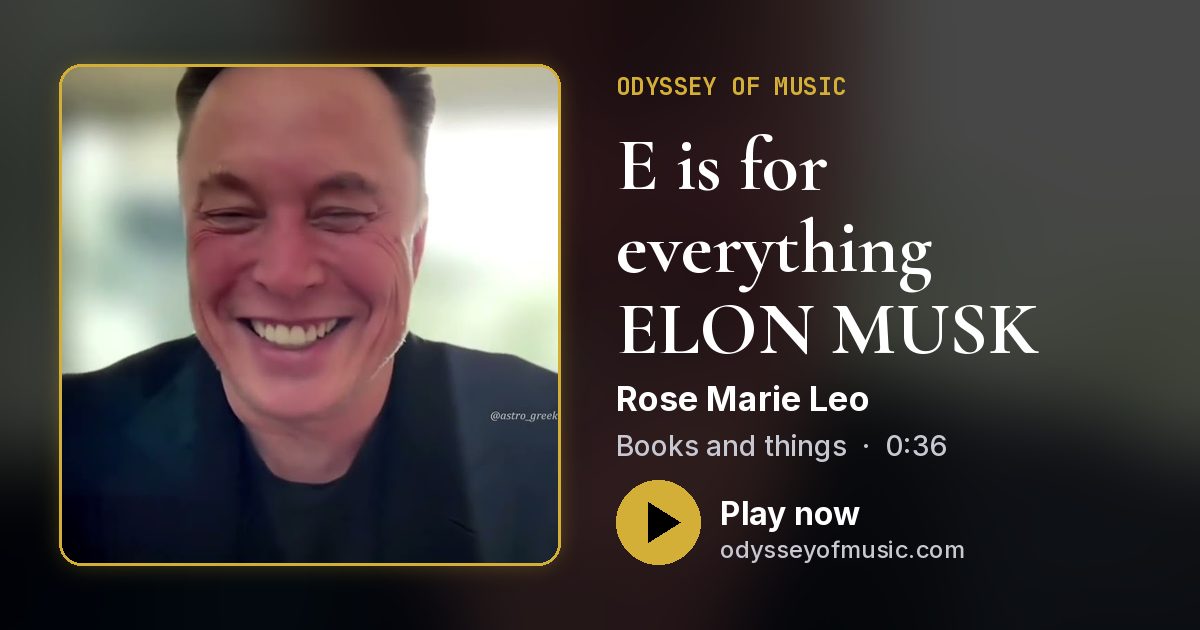 ODYSSEY OF MUSIC
E is for
everything
ELON MUSK
Rose Marie Leo
Books and things · 0:36
Play now
odysseyofmusic.com
@astro_greek